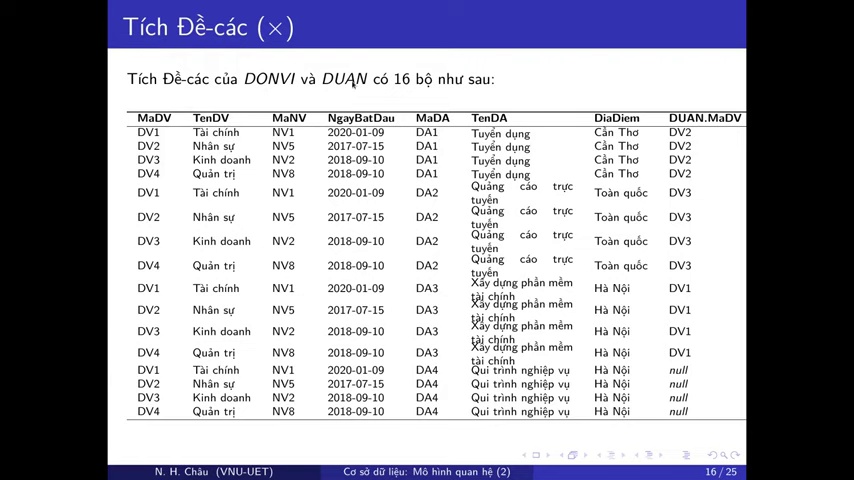 Tích Đề-các (×)
Tích Đề-các của DONVI và DUAN có 16 bộ như sau:
MaDV TenDV MaNV NgayBatDau MaDA TenDA DiaDiem DUAN.MaDV
DV1 Tài chính NV1 2020-01-09 DA1 Tuyển dụng Cần Thơ DV2
DV2 Nhân sự NV5 2017-07-15 DA1 Tuyển dụng Cần Thơ DV2
DV3 Kinh doanh NV2 2018-09-10 DA1 Tuyển dụng Cần Thơ DV2
DV4 Quản trị NV8 2018-09-10 DA1 Tuyển dụng Cần Thơ DV2
DV1 Tài chính NV1 2020-01-09 DA2 Quảng cáo trực Toàn quốc DV3
tuyến
DV2 Nhân sự NV5 2017-07-15 DA2 Quảng cáo trực Toàn quốc DV3
tuyến
DV3 Kinh doanh NV2 2018-09-10 DA2 Quảng cáo trực Toàn quốc DV3
tuyến
DV4 Quản trị NV8 2018-09-10 DA2 Quảng cáo trực Toàn quốc DV3
tuyến
DV1 Tài chính NV1 2020-01-09 DA3 Xây dựng phần mềm Hà Nội DV1
tài chính
DV2 Nhân sự NV5 2017-07-15 DA3 Xây dựng phần mềm Hà Nội DV1
tài chính
DV3 Kinh doanh NV2 2018-09-10 DA3 Xây dựng phần mềm Hà Nội DV1
tài chính
DV4 Quản trị NV8 2018-09-10 DA3 Xây dựng phần mềm Hà Nội DV1
tài chính
DV1 Tài chính NV1 2020-01-09 DA4 Qui trình nghiệp vụ Hà Nội null
DV2 Nhân sự NV5 2017-07-15 DA4 Qui trình nghiệp vụ Hà Nội null
DV3 Kinh doanh NV2 2018-09-10 DA4 Qui trình nghiệp vụ Hà Nội null
DV4 Quản trị NV8 2018-09-10 DA4 Qui trình nghiệp vụ Hà Nội null
N. H. Châu (VNU-UET) Cơ sở dữ liệu: Mô hình quan hệ (2) 16 / 25